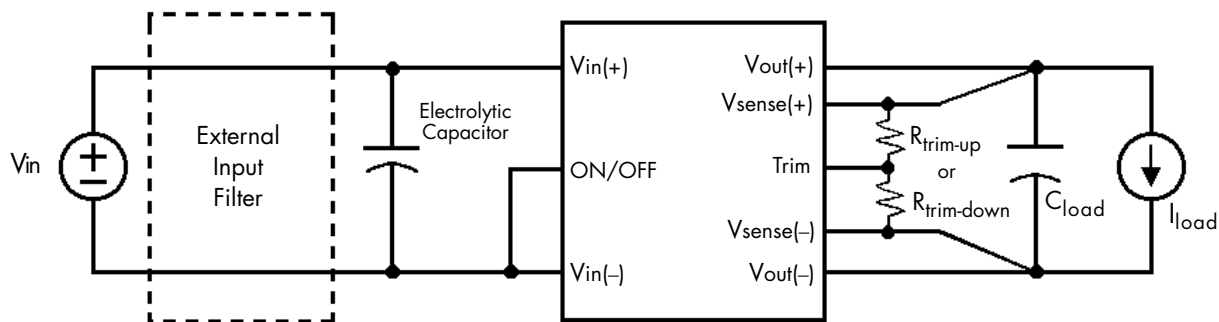 Vin
External
Input
Filter
Electrolytic
Capacitor
Vin(+)
ON/OFF
Vin(–)
Vout(+)
Vsense(+)
Trim
Vsense(–)
Vout(–)
Rtrim-up
or
Rtrim-down
Cload
Iload